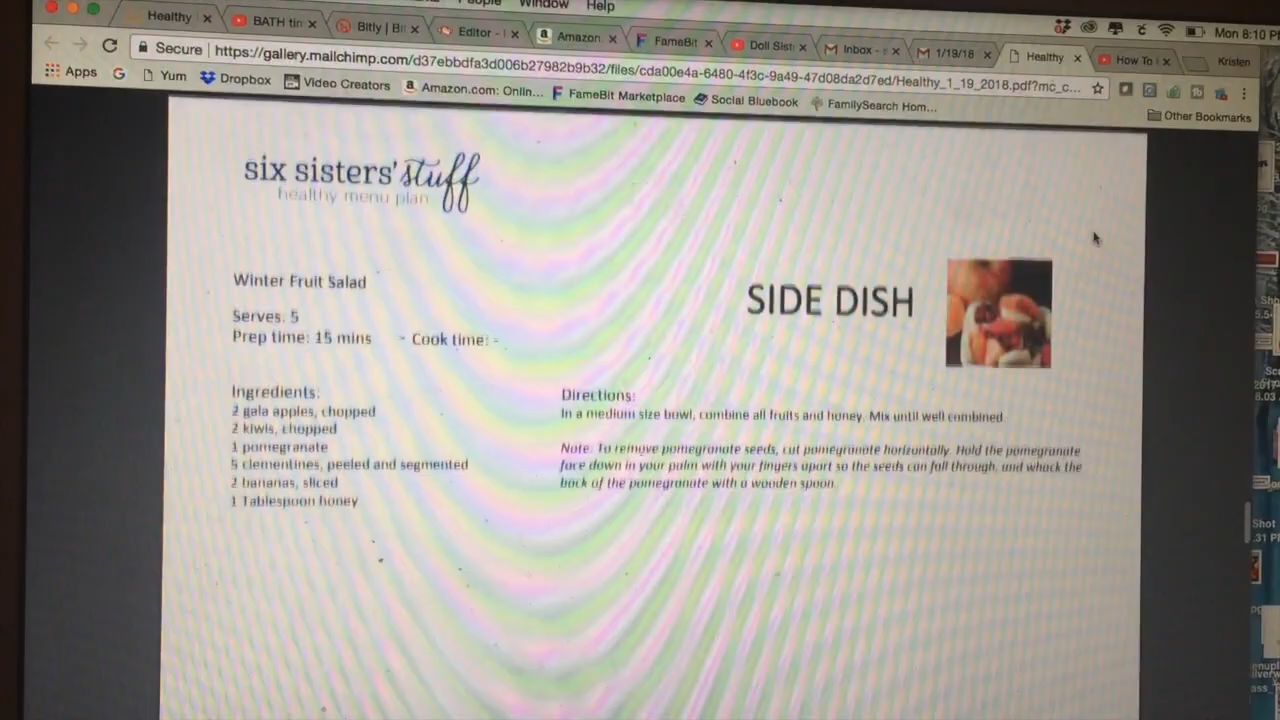 People Window Help
Mon 8:10 P
Healthy
BATH tin
Bitly | Bi
Editor -
Amazon
FameBit
Doll Sist
Inbox -
1/19/18
Healthy
How To
Kristen
Secure | https://gallery.mailchimp.com/d37ebbdfa3d006b27982b9b32/files/cda00e4a-6480-4f3c-9a49-47d08da2d7ed/Healthy_1_19_2018.pdf?mc_c...
Apps
Yum
Dropbox
Video Creators
Amazon.com: Onlin...
FameBit Marketplace
Social Bluebook
FamilySearch Hom...
Other Bookmarks
six sisters' stuff
healthy menu plan
Winter Fruit Salad
SIDE DISH
Serves: 5
Prep time: 15 mins - Cook time: -
Ingredients:
2 gala apples, chopped
2 kiwis, chopped
1 pomegranate
5 clementines, peeled and segmented
2 bananas, sliced
1 Tablespoon honey
Directions:
In a medium size bowl, combine all fruits and honey. Mix until well combined.
Note: To remove pomegranate seeds, cut pomegranate horizontally. Hold the pomegranate
face down in your palm with your fingers apart so the seeds can fall through, and whack the
back of the pomegranate with a wooden spoon.
Shot
.31 P